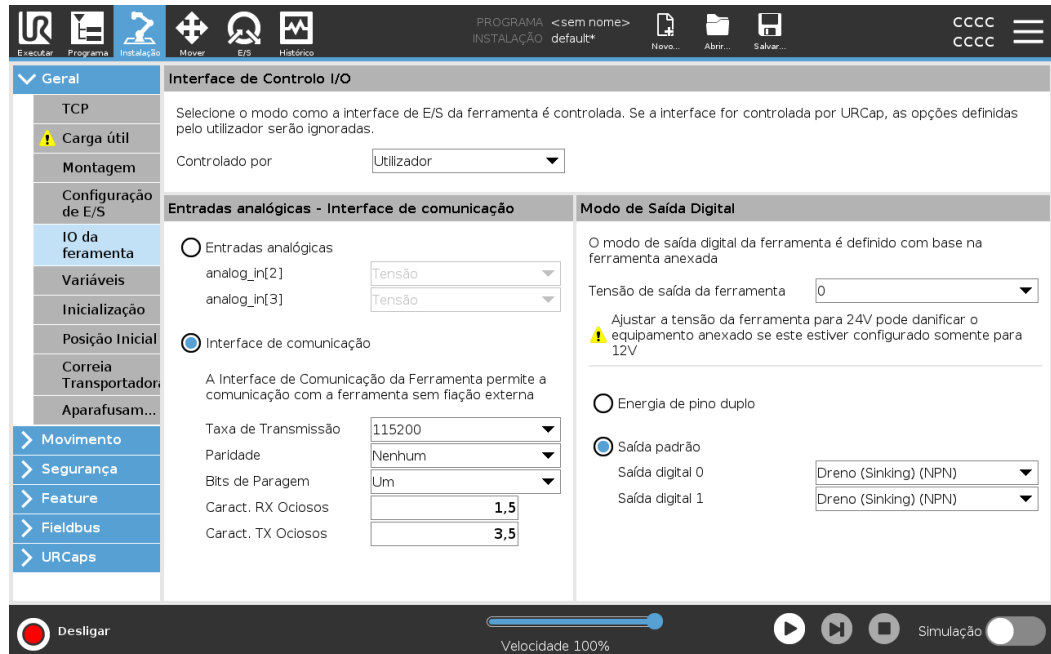 PROGRAMA <sem nome>
INSTALAÇÃO default*
CCCC
CCCC
Executar Programa Instalação Mover E/S Histórico Novo... Abrir... Salvar...
Geral
TCP
Carga útil
Montagem
Configuração
de E/S
IO da
feramenta
Variáveis
Inicialização
Posição Inicial
Correia
Transportadora
Aparafusam...
Movimento
Segurança
Feature
Fieldbus
URCaps
Interface de Controlo I/O
Selecione o modo como a interface de E/S da ferramenta é controlada. Se a interface for controlada por URCap, as opções definidas
pelo utilizador serão ignoradas.
Controlado por Utilizador
Entradas analógicas - Interface de comunicação
Entradas analógicas
analog_in[2] Tensão
analog_in[3] Tensão
Interface de comunicação
A Interface de Comunicação da Ferramenta permite a
comunicação com a ferramenta sem fiação externa
Taxa de Transmissão 115200
Paridade Nenhum
Bits de Paragem Um
Caract. RX Ociosos 1,5
Caract. TX Ociosos 3,5
Modo de Saída Digital
O modo de saída digital da ferramenta é definido com base na
ferramenta anexada
Tensão de saída da ferramenta 0
Ajustar a tensão da ferramenta para 24V pode danificar o
equipamento anexado se este estiver configurado somente para
12V
Energia de pino duplo
Saída padrão
Saída digital 0 Dreno (Sinking) (NPN)
Saída digital 1 Dreno (Sinking) (NPN)
Desligar
Velocidade 100%
Simulação